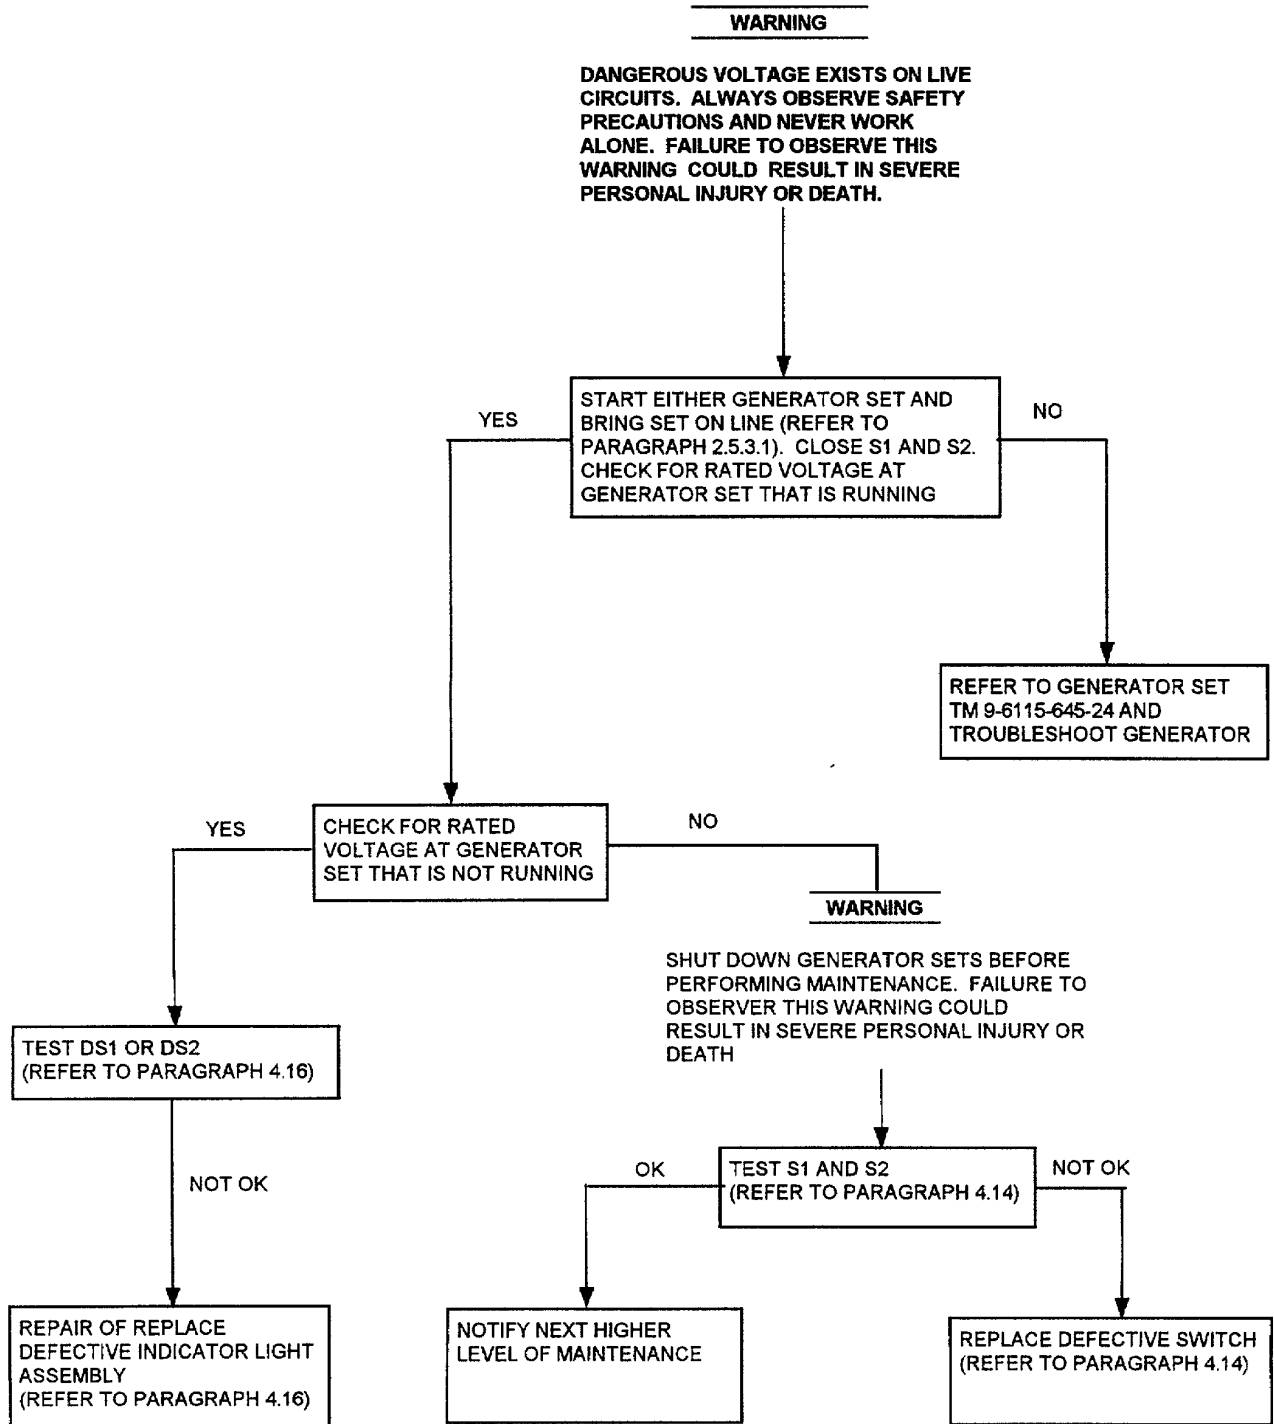 WARNING
DANGEROUS VOLTAGE EXISTS ON LIVE
CIRCUITS. ALWAYS OBSERVE SAFETY
PRECAUTIONS AND NEVER WORK
ALONE. FAILURE TO OBSERVE THIS
WARNING COULD RESULT IN SEVERE
PERSONAL INJURY OR DEATH.
START EITHER GENERATOR SET AND
BRING SET ON LINE (REFER TO
PARAGRAPH 2.5.3.1). CLOSE S1 AND S2.
CHECK FOR RATED VOLTAGE AT
GENERATOR SET THAT IS RUNNING
YES
NO
REFER TO GENERATOR SET
TM 9-6115-645-24 AND
TROUBLESHOOT GENERATOR
CHECK FOR RATED
VOLTAGE AT GENERATOR
SET THAT IS NOT RUNNING
YES
NO
WARNING
SHUT DOWN GENERATOR SETS BEFORE
PERFORMING MAINTENANCE. FAILURE TO
OBSERVER THIS WARNING COULD
RESULT IN SEVERE PERSONAL INJURY OR
DEATH
TEST DS1 OR DS2
(REFER TO PARAGRAPH 4.16)
NOT OK
TEST S1 AND S2
(REFER TO PARAGRAPH 4.14)
OK
NOT OK
REPAIR OF REPLACE
DEFECTIVE INDICATOR LIGHT
ASSEMBLY
(REFER TO PARAGRAPH 4.16)
NOTIFY NEXT HIGHER
LEVEL OF MAINTENANCE
REPLACE DEFECTIVE SWITCH
(REFER TO PARAGRAPH 4.14)